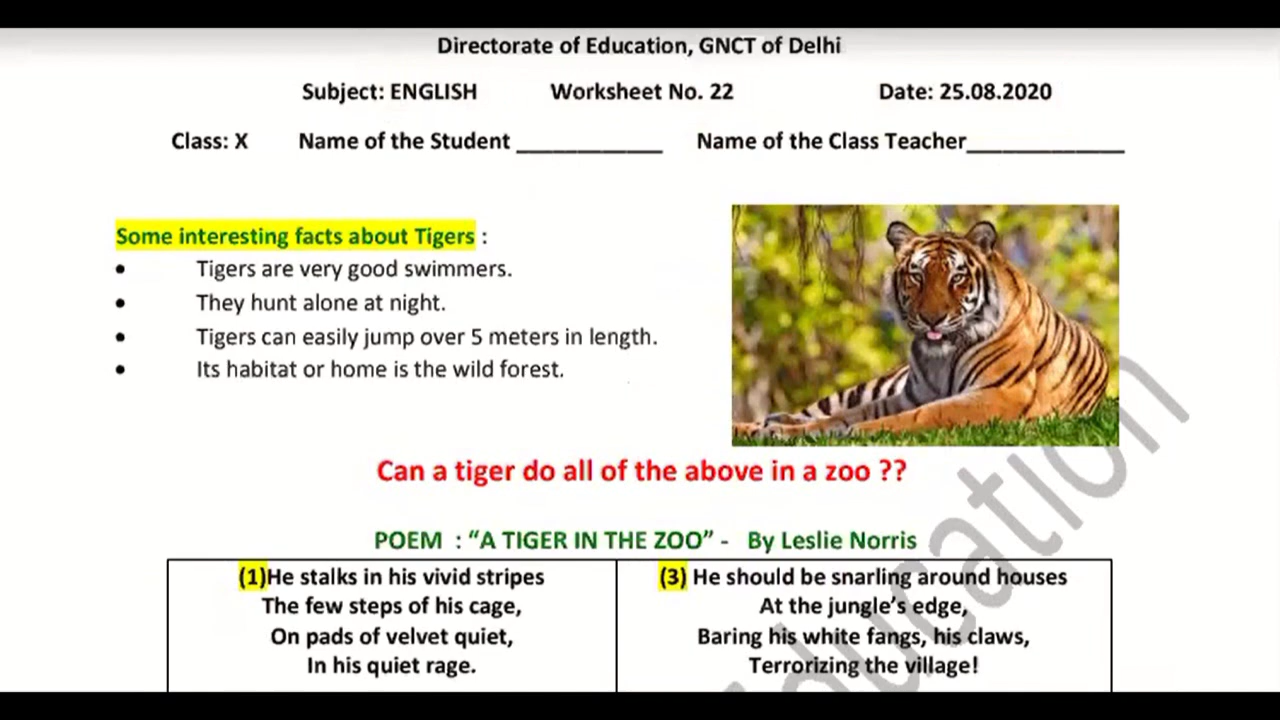 Directorate of Education, GNCT of Delhi
Subject: ENGLISH Worksheet No. 22 Date: 25.08.2020
Class: X Name of the Student ____________ Name of the Class Teacher______________
Some interesting facts about Tigers :
• Tigers are very good swimmers.
• They hunt alone at night.
• Tigers can easily jump over 5 meters in length.
• Its habitat or home is the wild forest.
Can a tiger do all of the above in a zoo ??
POEM : “A TIGER IN THE ZOO” - By Leslie Norris
(1)He stalks in his vivid stripes
The few steps of his cage,
On pads of velvet quiet,
In his quiet rage.
(3) He should be snarling around houses
At the jungle’s edge,
Baring his white fangs, his claws,
Terrorizing the village!
ducation